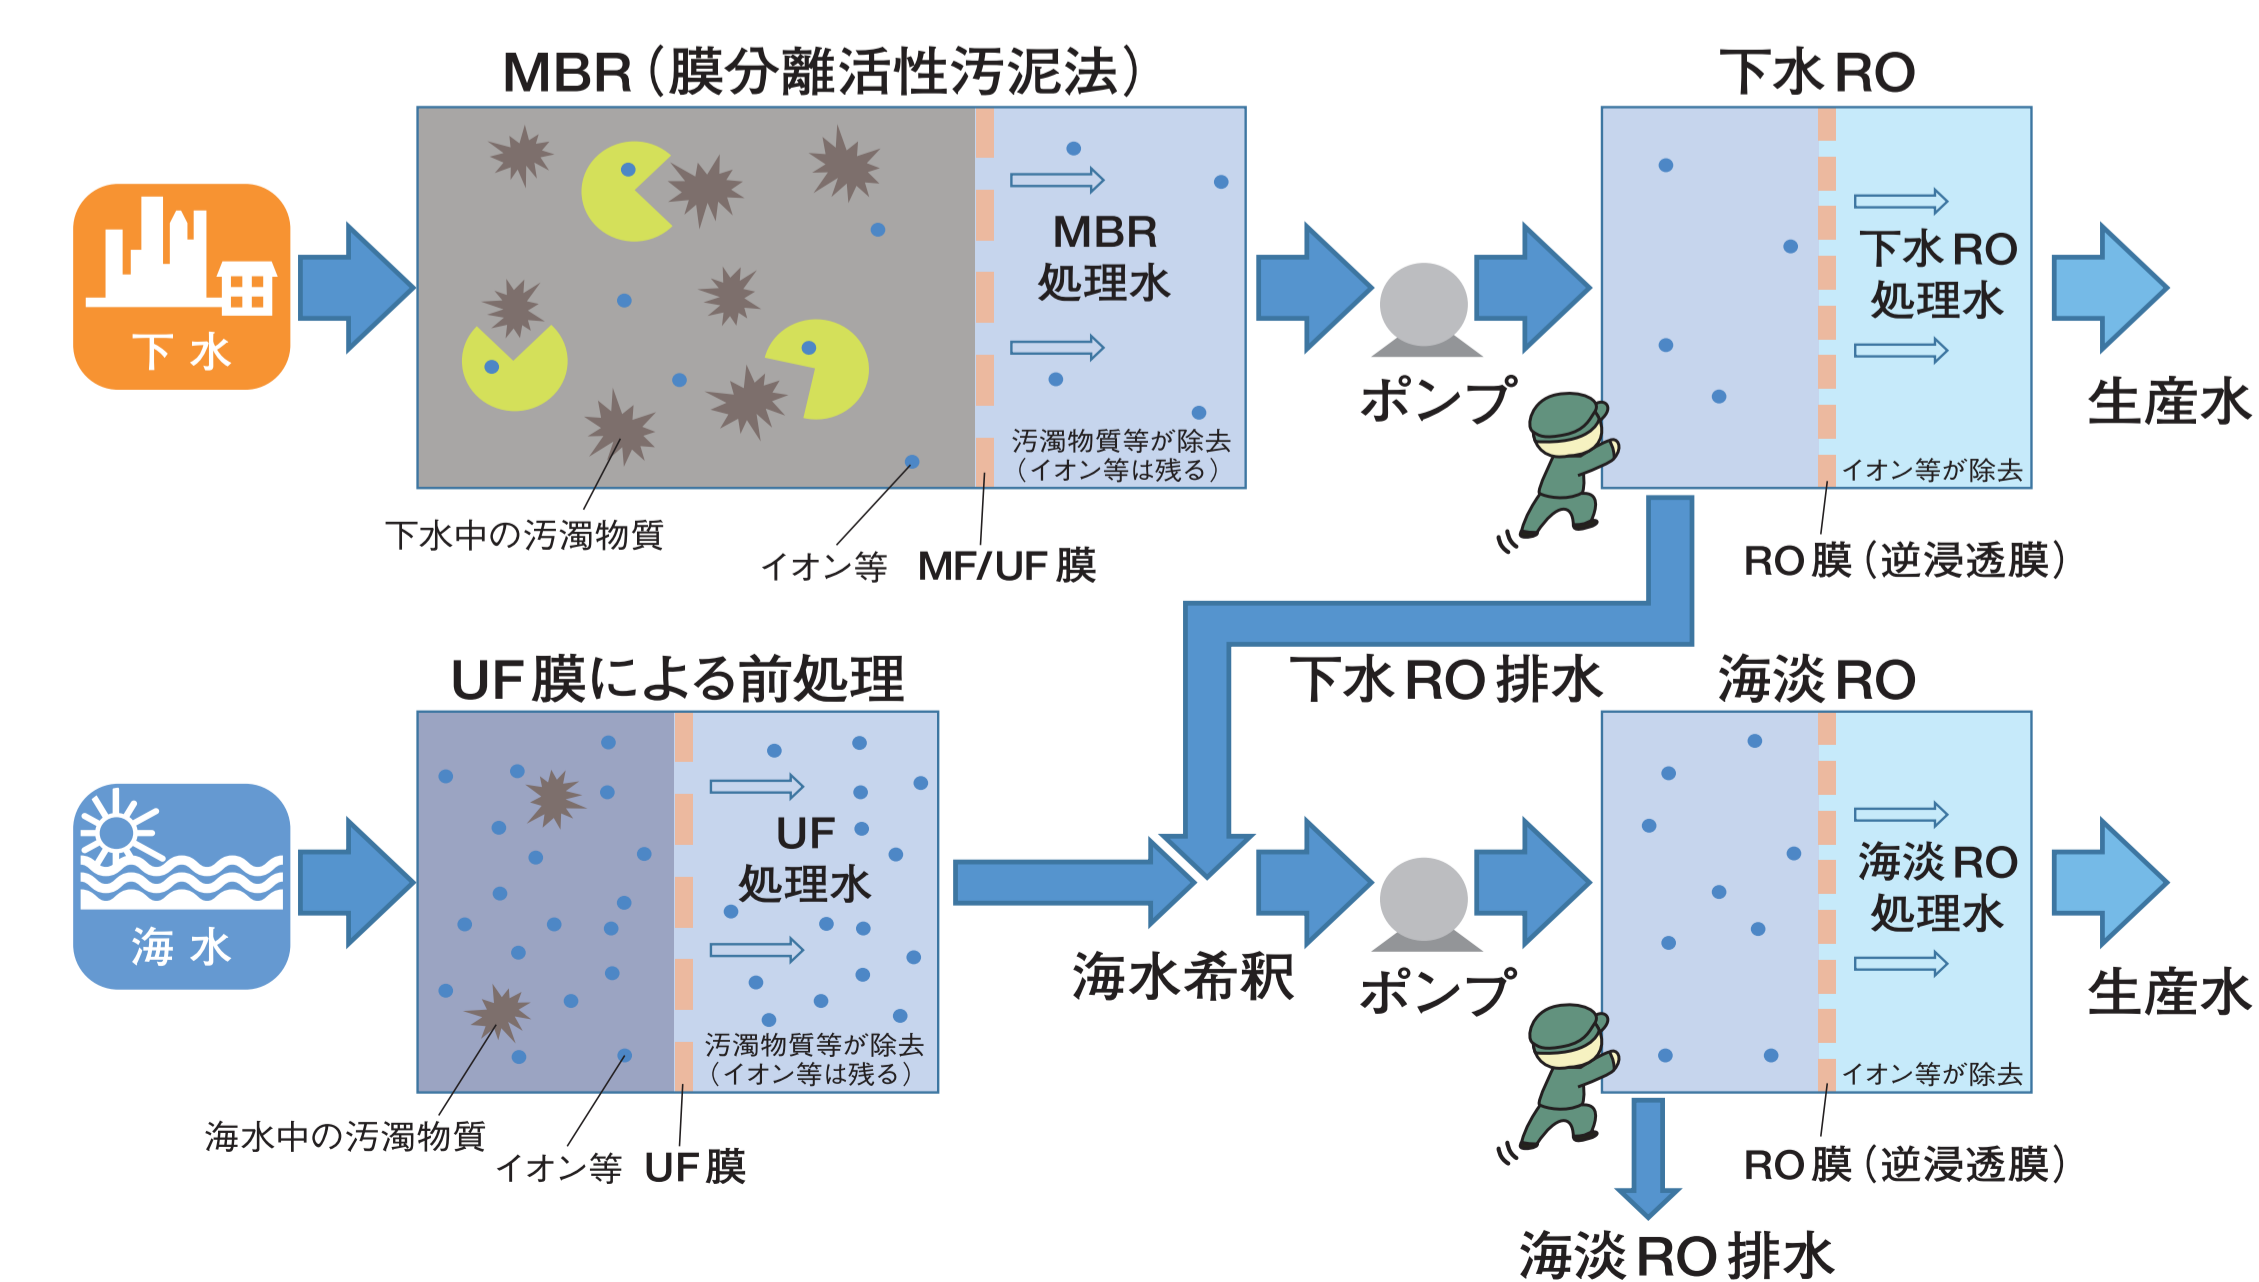 MBR（膜分離活性汚泥法）
下水RO
下水
MBR
処理水
汚濁物質等が除去
（イオン等は残る）
ポンプ
下水RO
処理水
イオン等が除去
生産水
下水中の汚濁物質
イオン等
MF/UF膜
RO膜（逆浸透膜）
UF膜による前処理
下水RO排水
海淡RO
海水
UF
処理水
汚濁物質等が除去
（イオン等は残る）
海水希釈
ポンプ
海淡RO
処理水
イオン等が除去
生産水
海水中の汚濁物質
イオン等
UF膜
RO膜（逆浸透膜）
海淡RO排水